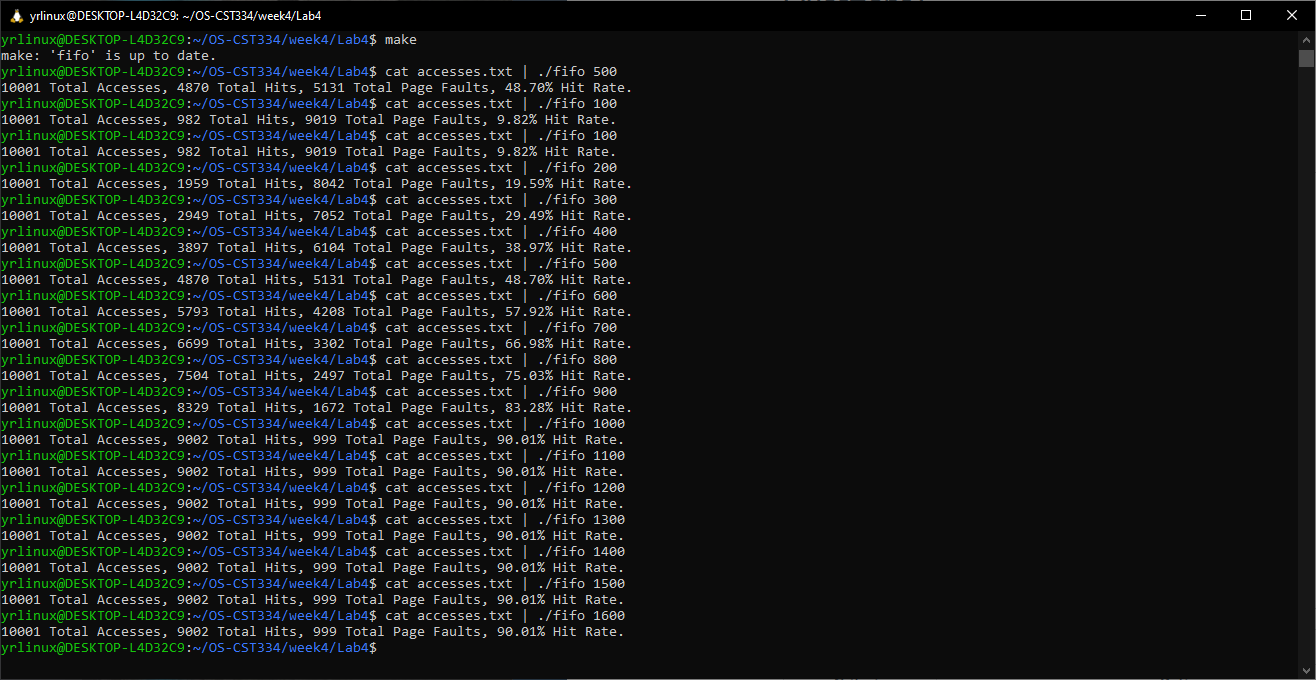 yrlinux@DESKTOP-L4D32C9: ~/OS-CST334/week4/Lab4
yrlinux@DESKTOP-L4D32C9:~/OS-CST334/week4/Lab4$ make
make: 'fifo' is up to date.
yrlinux@DESKTOP-L4D32C9:~/OS-CST334/week4/Lab4$ cat accesses.txt | ./fifo 500
10001 Total Accesses, 4870 Total Hits, 5131 Total Page Faults, 48.70% Hit Rate.
yrlinux@DESKTOP-L4D32C9:~/OS-CST334/week4/Lab4$ cat accesses.txt | ./fifo 100
10001 Total Accesses, 982 Total Hits, 9019 Total Page Faults, 9.82% Hit Rate.
yrlinux@DESKTOP-L4D32C9:~/OS-CST334/week4/Lab4$ cat accesses.txt | ./fifo 100
10001 Total Accesses, 982 Total Hits, 9019 Total Page Faults, 9.82% Hit Rate.
yrlinux@DESKTOP-L4D32C9:~/OS-CST334/week4/Lab4$ cat accesses.txt | ./fifo 200
10001 Total Accesses, 1959 Total Hits, 8042 Total Page Faults, 19.59% Hit Rate.
yrlinux@DESKTOP-L4D32C9:~/OS-CST334/week4/Lab4$ cat accesses.txt | ./fifo 300
10001 Total Accesses, 2949 Total Hits, 7052 Total Page Faults, 29.49% Hit Rate.
yrlinux@DESKTOP-L4D32C9:~/OS-CST334/week4/Lab4$ cat accesses.txt | ./fifo 400
10001 Total Accesses, 3897 Total Hits, 6104 Total Page Faults, 38.97% Hit Rate.
yrlinux@DESKTOP-L4D32C9:~/OS-CST334/week4/Lab4$ cat accesses.txt | ./fifo 500
10001 Total Accesses, 4870 Total Hits, 5131 Total Page Faults, 48.70% Hit Rate.
yrlinux@DESKTOP-L4D32C9:~/OS-CST334/week4/Lab4$ cat accesses.txt | ./fifo 600
10001 Total Accesses, 5793 Total Hits, 4208 Total Page Faults, 57.92% Hit Rate.
yrlinux@DESKTOP-L4D32C9:~/OS-CST334/week4/Lab4$ cat accesses.txt | ./fifo 700
10001 Total Accesses, 6699 Total Hits, 3302 Total Page Faults, 66.98% Hit Rate.
yrlinux@DESKTOP-L4D32C9:~/OS-CST334/week4/Lab4$ cat accesses.txt | ./fifo 800
10001 Total Accesses, 7504 Total Hits, 2497 Total Page Faults, 75.03% Hit Rate.
yrlinux@DESKTOP-L4D32C9:~/OS-CST334/week4/Lab4$ cat accesses.txt | ./fifo 900
10001 Total Accesses, 8329 Total Hits, 1672 Total Page Faults, 83.28% Hit Rate.
yrlinux@DESKTOP-L4D32C9:~/OS-CST334/week4/Lab4$ cat accesses.txt | ./fifo 1000
10001 Total Accesses, 9002 Total Hits, 999 Total Page Faults, 90.01% Hit Rate.
yrlinux@DESKTOP-L4D32C9:~/OS-CST334/week4/Lab4$ cat accesses.txt | ./fifo 1100
10001 Total Accesses, 9002 Total Hits, 999 Total Page Faults, 90.01% Hit Rate.
yrlinux@DESKTOP-L4D32C9:~/OS-CST334/week4/Lab4$ cat accesses.txt | ./fifo 1200
10001 Total Accesses, 9002 Total Hits, 999 Total Page Faults, 90.01% Hit Rate.
yrlinux@DESKTOP-L4D32C9:~/OS-CST334/week4/Lab4$ cat accesses.txt | ./fifo 1300
10001 Total Accesses, 9002 Total Hits, 999 Total Page Faults, 90.01% Hit Rate.
yrlinux@DESKTOP-L4D32C9:~/OS-CST334/week4/Lab4$ cat accesses.txt | ./fifo 1400
10001 Total Accesses, 9002 Total Hits, 999 Total Page Faults, 90.01% Hit Rate.
yrlinux@DESKTOP-L4D32C9:~/OS-CST334/week4/Lab4$ cat accesses.txt | ./fifo 1500
10001 Total Accesses, 9002 Total Hits, 999 Total Page Faults, 90.01% Hit Rate.
yrlinux@DESKTOP-L4D32C9:~/OS-CST334/week4/Lab4$ cat accesses.txt | ./fifo 1600
10001 Total Accesses, 9002 Total Hits, 999 Total Page Faults, 90.01% Hit Rate.
yrlinux@DESKTOP-L4D32C9:~/OS-CST334/week4/Lab4$